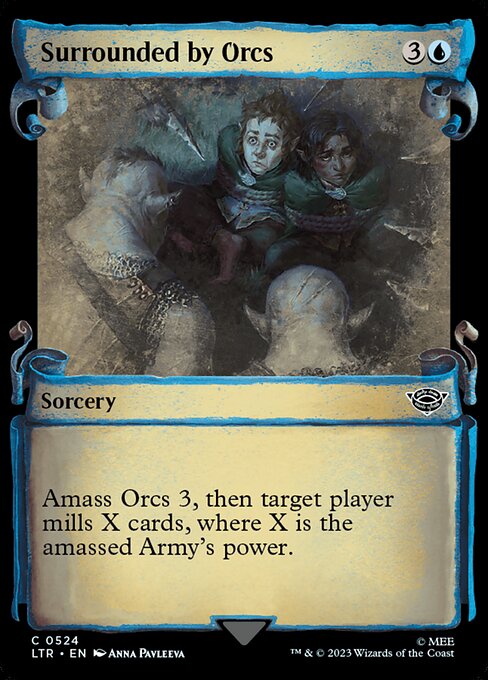 Surrounded by Orcs 3
Sorcery
Amass Orcs 3, then target player
mills X cards, where X is the
amassed Army's power.
C 0524
LTR • EN Anna Pavleeva
© MEE
™ & © 2023 Wizards of the Coast